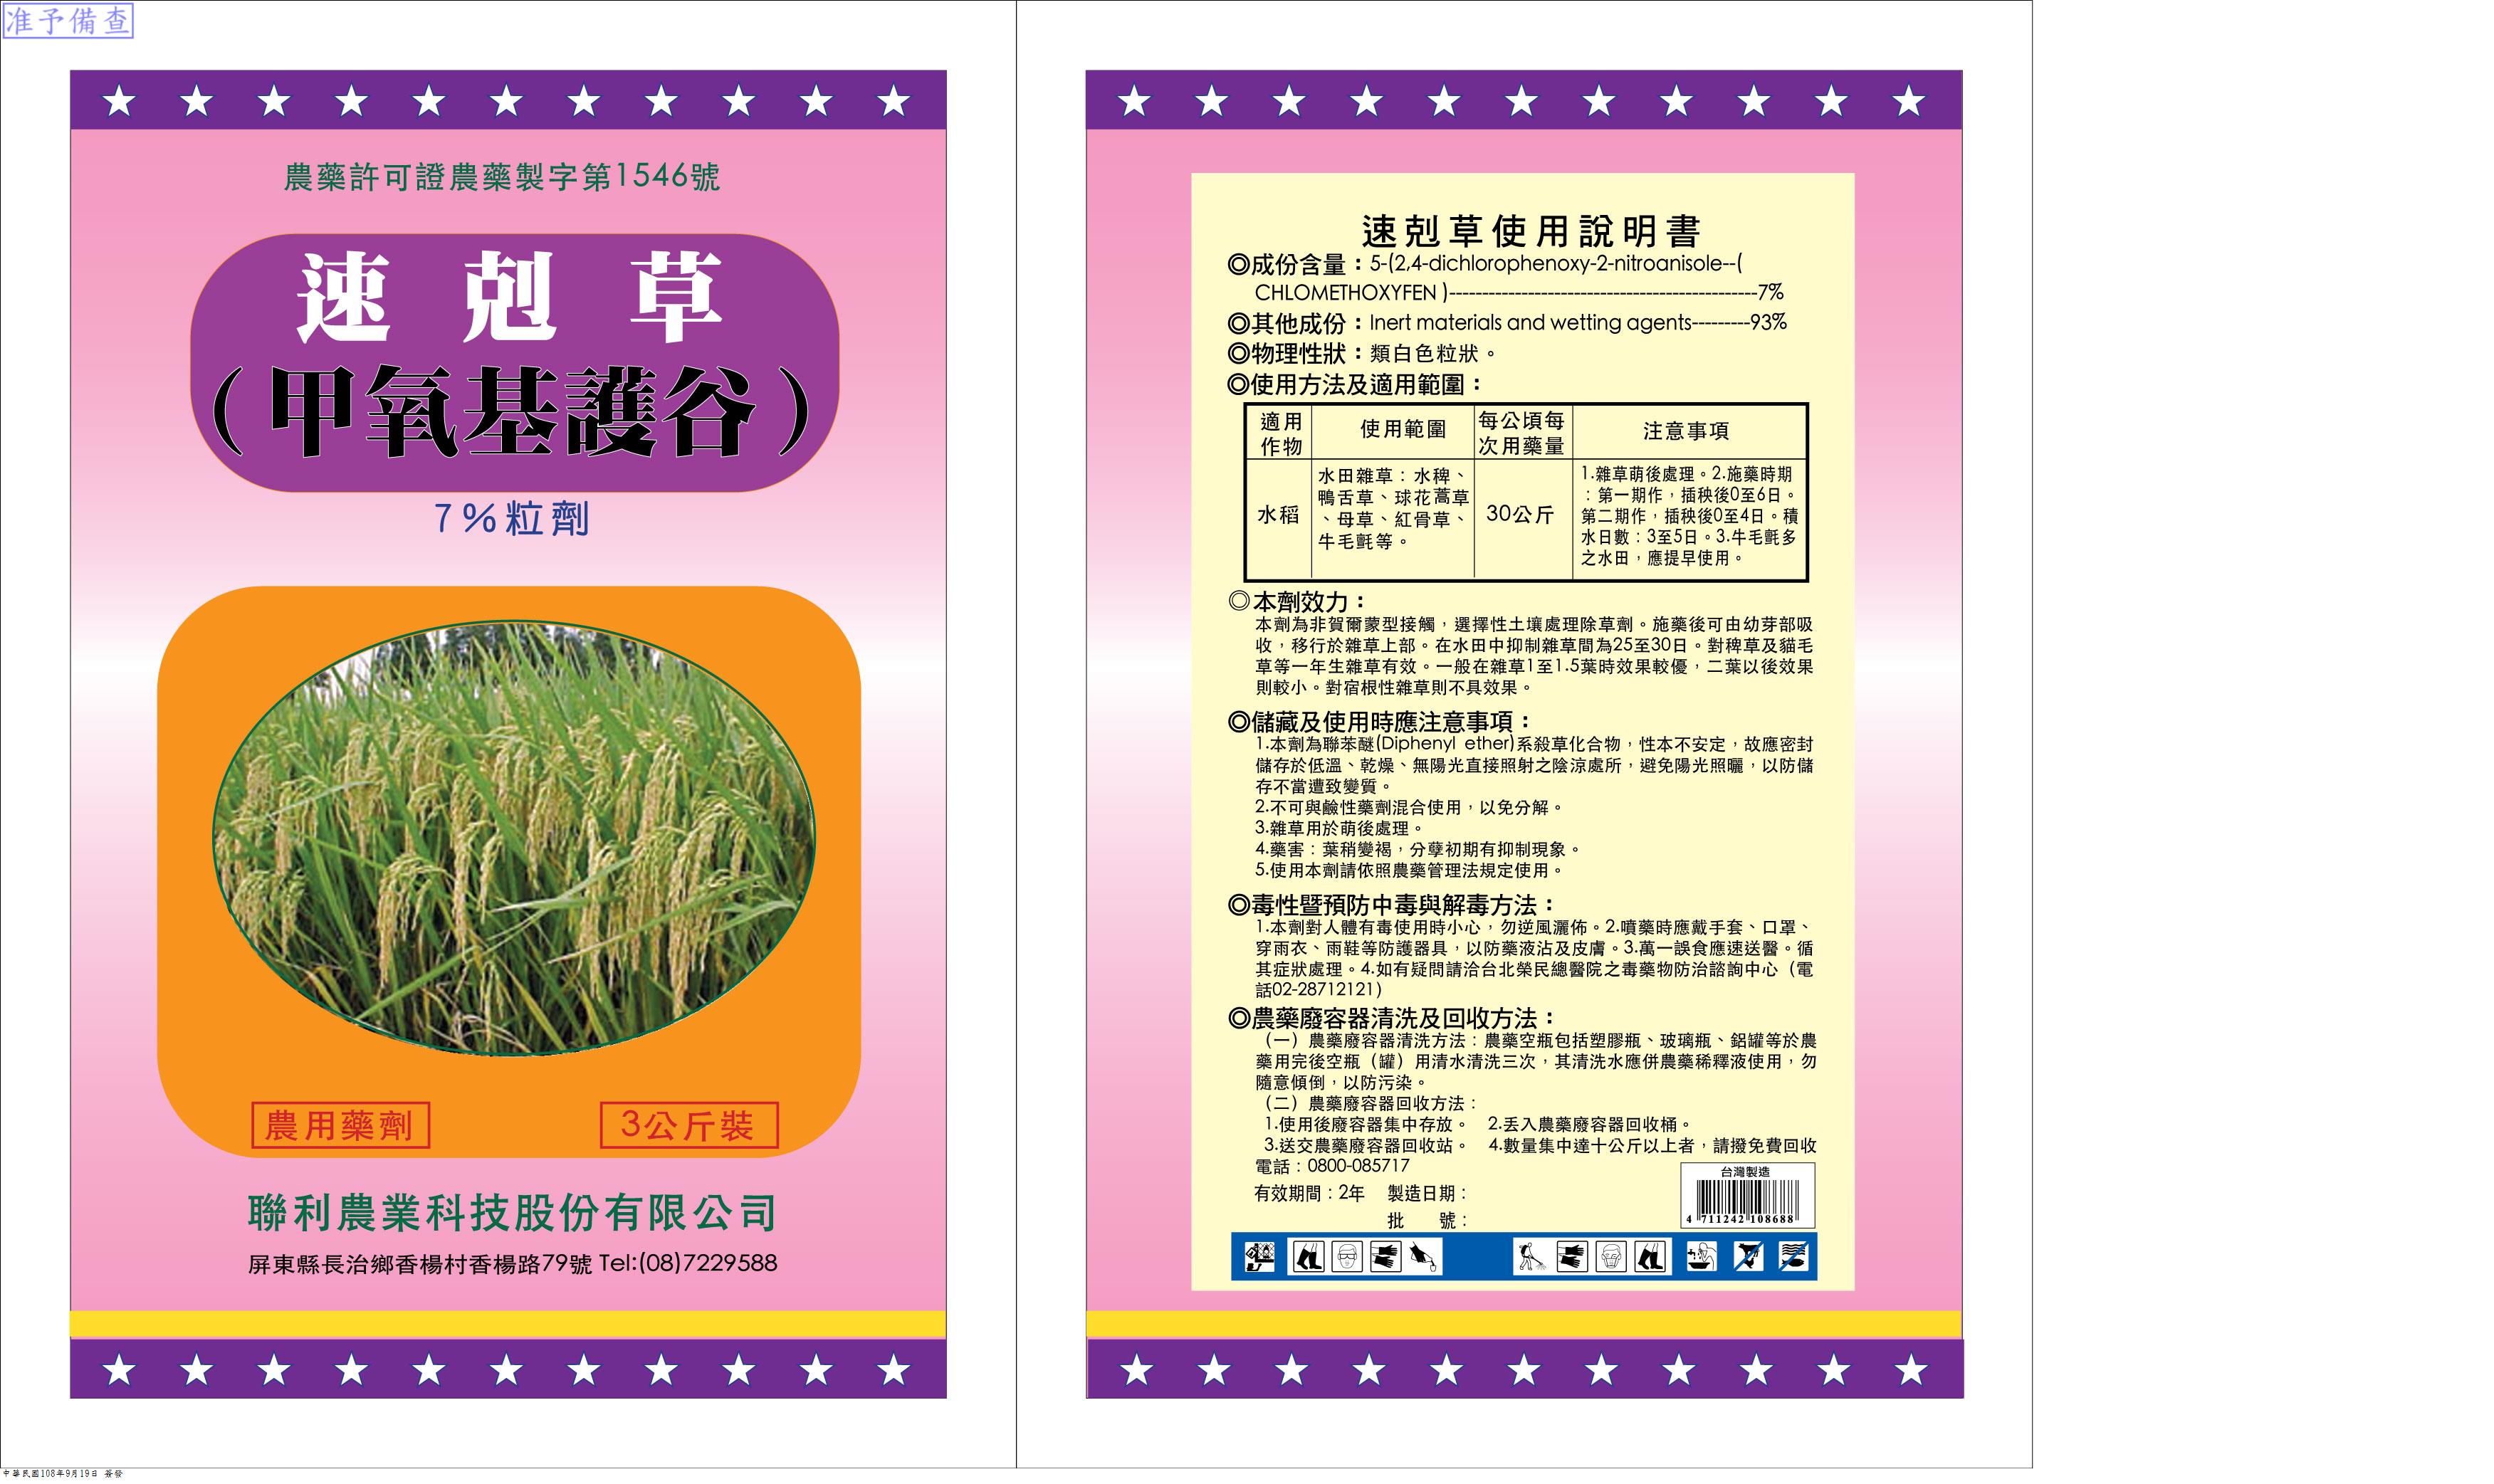 准予備查
農藥許可證農藥製字第1546號
速剋草
(甲氧基護谷)
7%粒劑
農用藥劑
3公斤裝
聯利農業科技股份有限公司
屏東縣長治鄉香楊村香楊路79號 Tel:(08)7229588
速剋草使用說明書
◎成份含量：5-(2,4-dichlorophenoxy-2-nitroanisole--(
CHLOMETHOXYFEN )-----------------------------------------------7%
◎其他成份：Inert materials and wetting agents---------93%
◎物理性狀：類白色粒狀。
◎使用方法及適用範圍：
適用
作物
使用範圍
每公頃每
次用藥量
注意事項
水稻
水田雜草：水稗、
鴨舌草、球花蒿草
、母草、紅骨草、
牛毛氈等。
30公斤
1.雜草萌後處理。2.施藥時期
：第一期作，插秧後0至6日。
第二期作，插秧後0至4日。積
水日數：3至5日。3.牛毛氈多
之水田，應提早使用。
◎本劑效力：
本劑為非賀爾蒙型接觸，選擇性土壤處理除草劑。施藥後可由幼芽部吸
收，移行於雜草上部。在水田中抑制雜草間為25至30日。對稗草及貓毛
草等一年生雜草有效。一般在雜草1至1.5葉時效果較優，二葉以後效果
則較小。對宿根性雜草則不具效果。
◎儲藏及使用時應注意事項：
1.本劑為聯苯醚(Diphenyl ether)系殺草化合物，性本不安定，故應密封
儲存於低溫、乾燥、無陽光直接照射之陰涼處所，避免陽光照曬，以防儲
存不當遭致變質。
2.不可與鹼性藥劑混合使用，以免分解。
3.雜草用於萌後處理。
4.藥害：葉稍變褐，分孽初期有抑制現象。
5.使用本劑請依照農藥管理法規定使用。
◎毒性暨預防中毒與解毒方法：
1.本劑對人體有毒使用時小心，勿逆風灑佈。2.噴藥時應戴手套、口罩、
穿雨衣、雨鞋等防護器具，以防藥液沾及皮膚。3.萬一誤食應速送醫。循
其症狀處理。4.如有疑問請洽台北榮民總醫院之毒藥物防治諮詢中心（電
話02-28712121)
◎農藥廢容器清洗及回收方法：
（一）農藥廢容器清洗方法：農藥空瓶包括塑膠瓶、玻璃瓶、鋁罐等於農
藥用完後空瓶（罐）用清水清洗三次，其清洗水應併農藥稀釋液使用，勿
隨意傾倒，以防污染。
（二）農藥廢容器回收方法：
1.使用後廢容器集中存放。 2.丟入農藥廢容器回收桶。
3.送交農藥廢容器回收站。 4.數量集中達十公斤以上者，請撥免費回收
電話：0800-085717
有效期間：2年 製造日期：
批 號：
台灣製造
4 711242 108688
中華民國108年9月19日 簽發